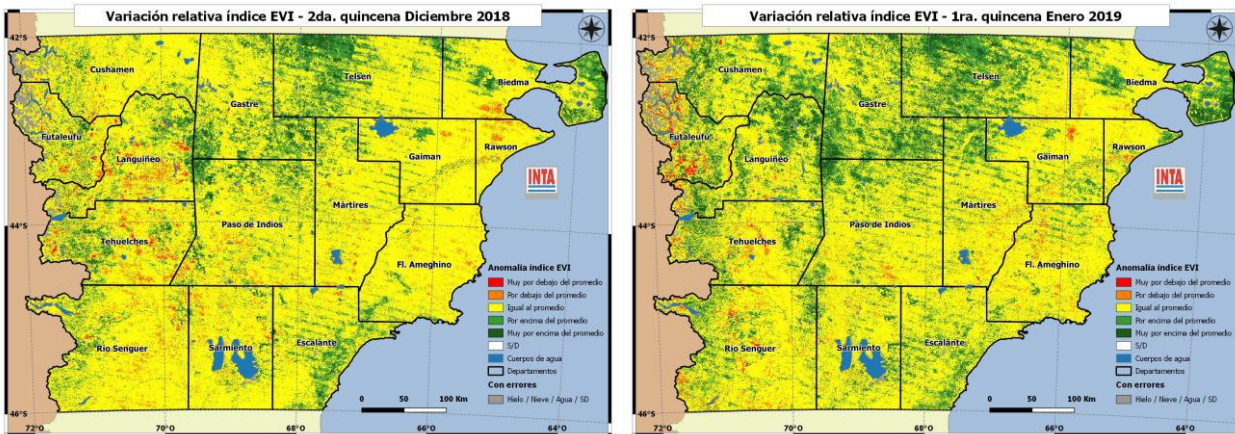 Variación relativa índice EVI - 2da. quincena Diciembre 2018
42°S
44°S
46°S
72°O
70°O
68°O
66°O
64°O
Cushamen
Telsen
Biedma
Gastre
Futaleufú
Languiñeo
Gaiman
Rawson
INTA
Mártires
Paso de Indios
Tehuelches
Fl. Ameghino
Río Senguer
Sarmiento
Escalante
Anomalía índice EVI
Muy por debajo del promedio
Por debajo del promedio
Igual al promedio
Por encima del promedio
Muy por encima del promedio
S/D
Cuerpos de agua
Departamentos
Con errores
Hielo / Nieve / Agua / SD
0 50 100 Km
Variación relativa índice EVI - 1ra. quincena Enero 2019
42°S
44°S
46°S
72°O
70°O
68°O
66°O
64°O
Cushamen
Telsen
Biedma
Gastre
Futaleufú
Languiñeo
Gaiman
Rawson
INTA
Mártires
Paso de Indios
Tehuelches
Fl. Ameghino
Río Senguer
Sarmiento
Escalante
Anomalía índice EVI
Muy por debajo del promedio
Por debajo del promedio
Igual al promedio
Por encima del promedio
Muy por encima del promedio
S/D
Cuerpos de agua
Departamentos
Con errores
Hielo / Nieve / Agua / SD
0 50 100 Km